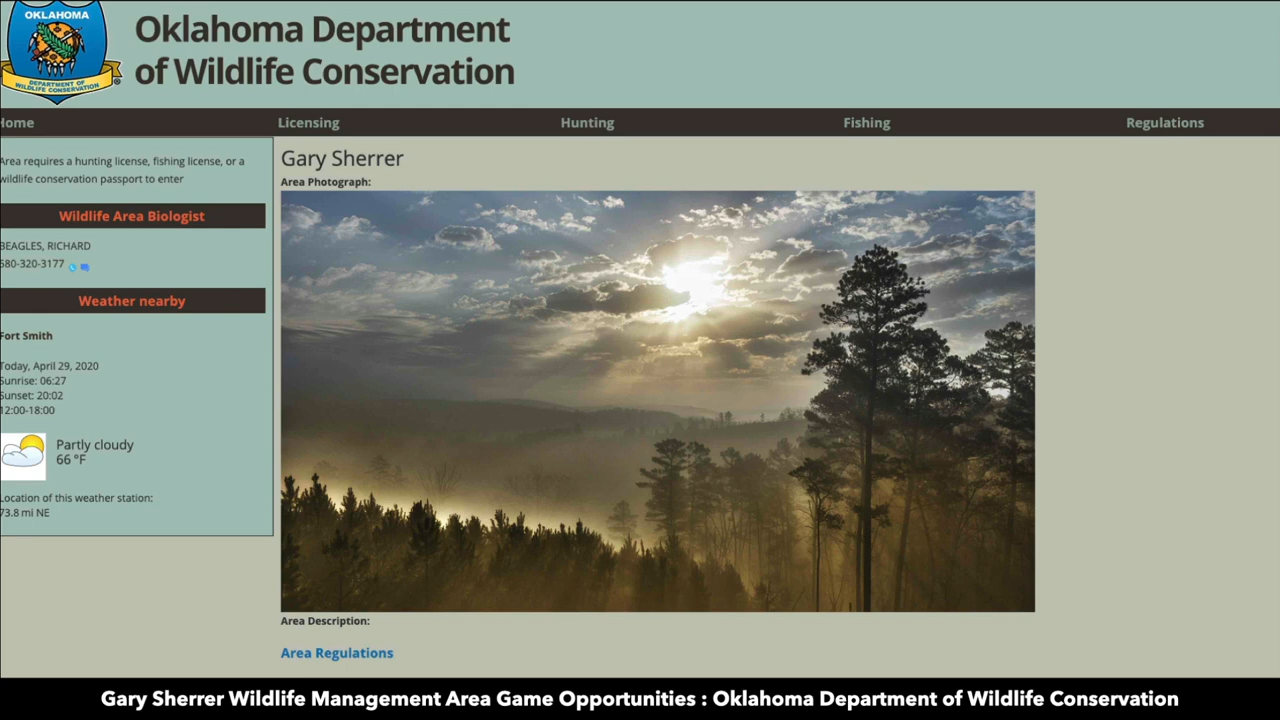 OKLAHOMA
DEPARTMENT OF
WILDLIFE CONSERVATION
®
Oklahoma Department
of Wildlife Conservation
Home
Licensing
Hunting
Fishing
Regulations
Area requires a hunting license, fishing license, or a
wildlife conservation passport to enter
Wildlife Area Biologist
BEAGLES, RICHARD
580-320-3177
Weather nearby
Fort Smith
Today, April 29, 2020
Sunrise: 06:27
Sunset: 20:02
12:00-18:00
Partly cloudy
66 °F
Location of this weather station:
73.8 mi NE
Gary Sherrer
Area Photograph:
Area Description:
Area Regulations
Gary Sherrer Wildlife Management Area Game Opportunities : Oklahoma Department of Wildlife Conservation